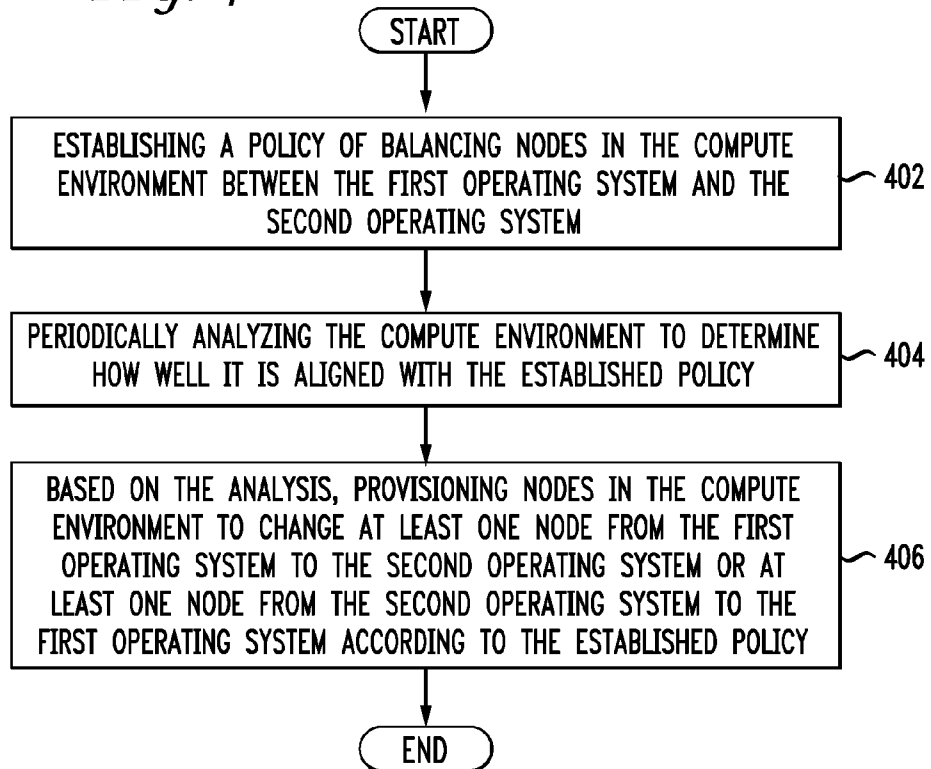 START
ESTABLISHING A POLICY OF BALANCING NODES IN THE COMPUTE
ENVIRONMENT BETWEEN THE FIRST OPERATING SYSTEM AND THE
SECOND OPERATING SYSTEM
402
PERIODICALLY ANALYZING THE COMPUTE ENVIRONMENT TO DETERMINE
HOW WELL IT IS ALIGNED WITH THE ESTABLISHED POLICY
404
BASED ON THE ANALYSIS, PROVISIONING NODES IN THE COMPUTE
ENVIRONMENT TO CHANGE AT LEAST ONE NODE FROM THE FIRST
OPERATING SYSTEM TO THE SECOND OPERATING SYSTEM OR AT
LEAST ONE NODE FROM THE SECOND OPERATING SYSTEM TO THE
FIRST OPERATING SYSTEM ACCORDING TO THE ESTABLISHED POLICY
406
END